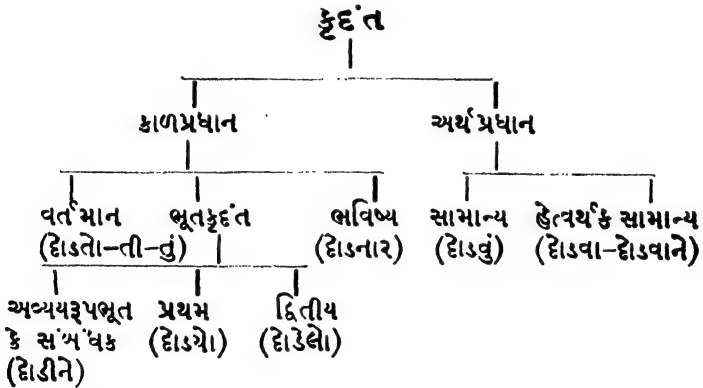 કૃદંત
કાળપ્રધાન અર્થપ્રધાન
વર્તમાન ભૂતકૃદંત ભવિષ્ય સામાન્ય હેત્વર્થક સામાન્ય
(દોડતો-તી-તું) (દોડનાર) (દોડવું) (દોડવા-દોડવાને)
અવ્યયરૂપભૂત પ્રથમ દ્વિતીય
કે સંબંધક (દોડ્યો) (દોડેલો)
(દોડીને)